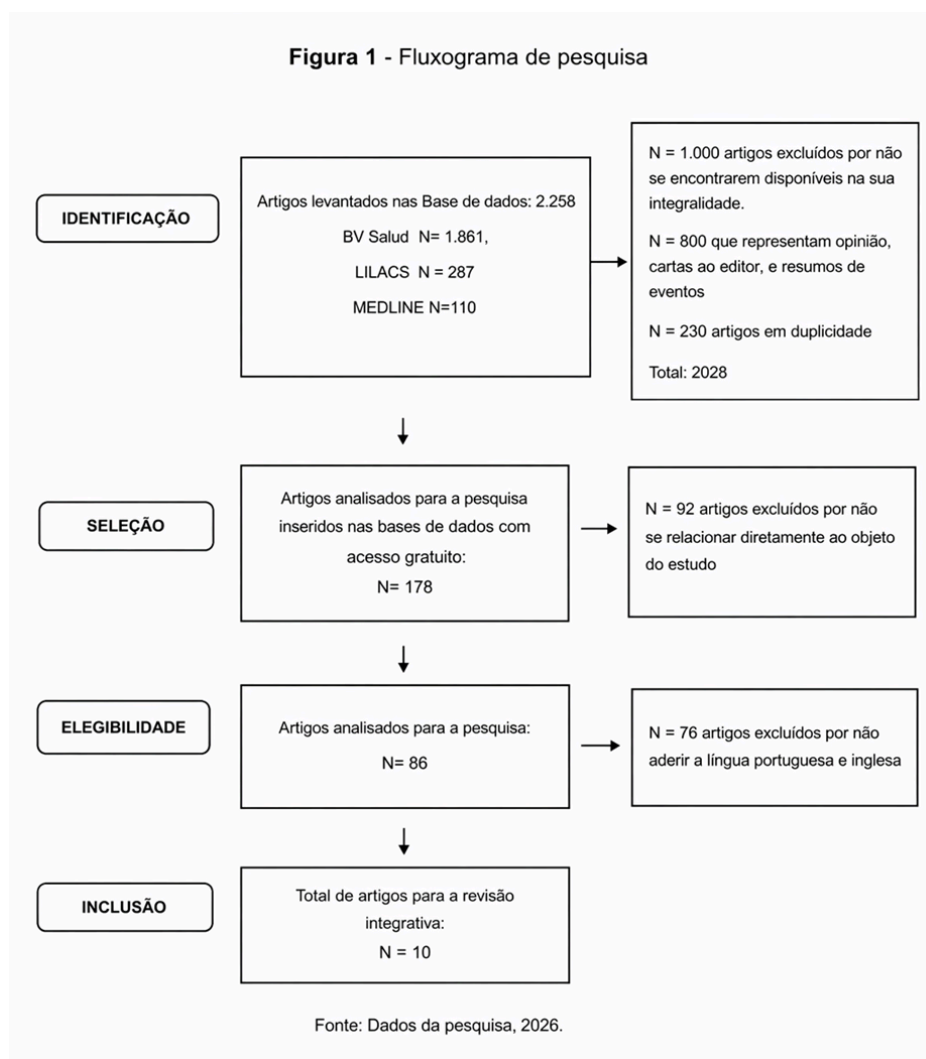 Figura 1 - Fluxograma de pesquisa
IDENTIFICAÇÃO
Artigos levantados nas Base de dados: 2.258
BV Salud N= 1.861,
LILACS N = 287
MEDLINE N=110
N = 1.000 artigos excluídos por não
se encontrarem disponíveis na sua
integralidade.
N = 800 que representam opinião,
cartas ao editor, e resumos de
eventos
N = 230 artigos em duplicidade
Total: 2028
SELEÇÃO
Artigos analisados para a pesquisa
inseridos nas bases de dados com
acesso gratuito:
N= 178
N = 92 artigos excluídos por não
se relacionar diretamente ao objeto
do estudo
ELEGIBILIDADE
Artigos analisados para a pesquisa:
N= 86
N = 76 artigos excluídos por não
aderir a língua portuguesa e inglesa
INCLUSÃO
Total de artigos para a revisão
integrativa:
N = 10
Fonte: Dados da pesquisa, 2026.